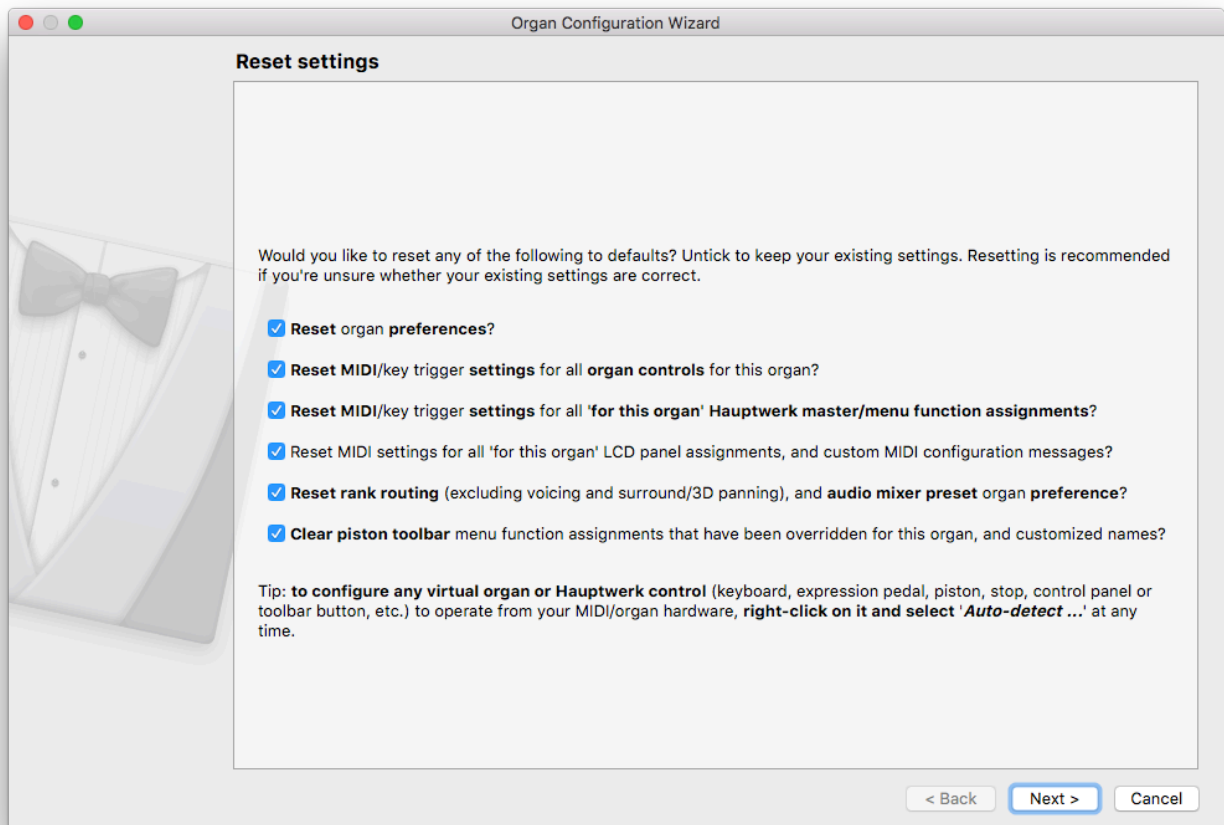 Organ Configuration Wizard
Reset settings
Would you like to reset any of the following to defaults? Untick to keep your existing settings. Resetting is recommended
if you're unsure whether your existing settings are correct.
Reset organ preferences?
Reset MIDI/key trigger settings for all organ controls for this organ?
Reset MIDI/key trigger settings for all 'for this organ' Hauptwerk master/menu function assignments?
Reset MIDI settings for all 'for this organ' LCD panel assignments, and custom MIDI configuration messages?
Reset rank routing (excluding voicing and surround/3D panning), and audio mixer preset organ preference?
Clear piston toolbar menu function assignments that have been overridden for this organ, and customized names?
Tip: to configure any virtual organ or Hauptwerk control (keyboard, expression pedal, piston, stop, control panel or
toolbar button, etc.) to operate from your MIDI/organ hardware, right-click on it and select 'Auto-detect ...' at any
time.
< Back Next > Cancel